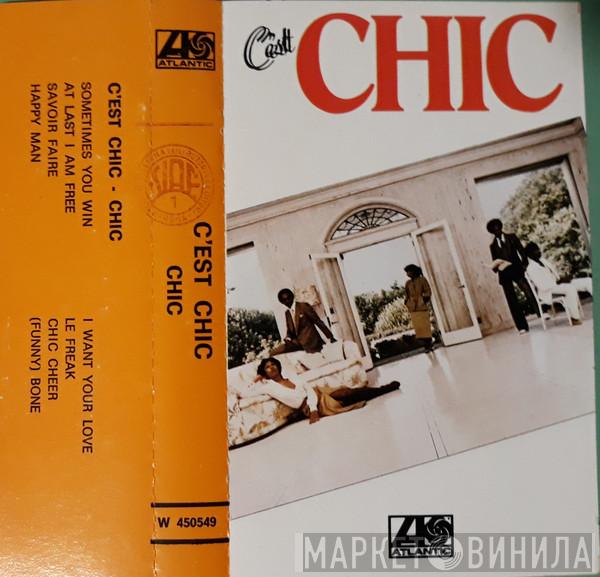 C'EST CHIC - CHIC
SOMETIMES YOU WIN
AT LAST I AM FREE
SAVOIR FAIRE
HAPPY MAN
I WANT YOUR LOVE
LE FREAK
CHIC CHEER
(FUNNY) BONE
ATLANTIC
SIAE
1
C'EST CHIC
CHIC
W 450549
C'est
CHIC
ATLANTIC
МАРКЕТ ВИНИЛА